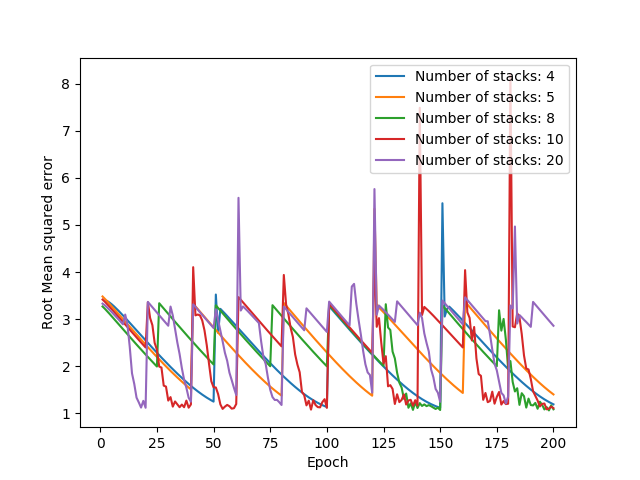 Number of stacks: 4
Number of stacks: 5
Number of stacks: 8
Number of stacks: 10
Number of stacks: 20
Root Mean squared error
8
7
6
5
4
3
2
1
0 25 50 75 100 125 150 175 200
Epoch